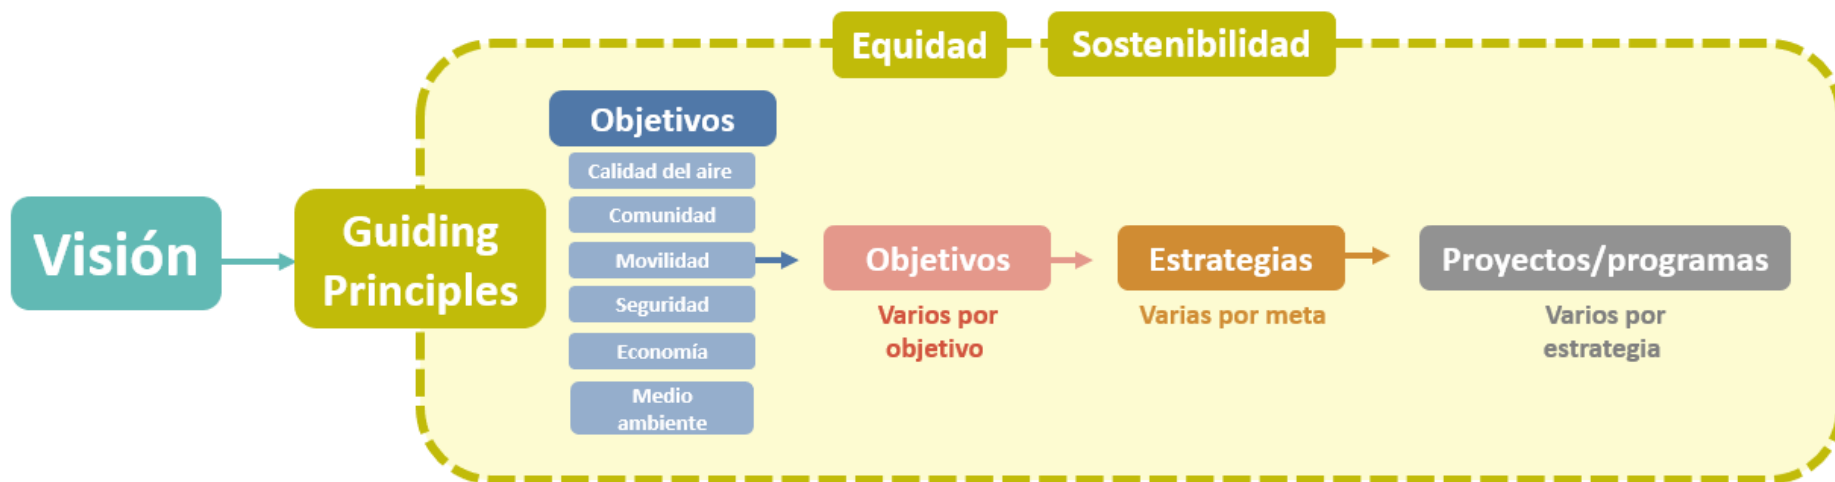 Equidad
Sostenibilidad
Visión
Guiding
Principles
Objetivos
Calidad del aire
Comunidad
Movilidad
Seguridad
Economía
Medio
ambiente
Objetivos
Varios por
objetivo
Estrategias
Varias por meta
Proyectos/programas
Varios por
estrategia